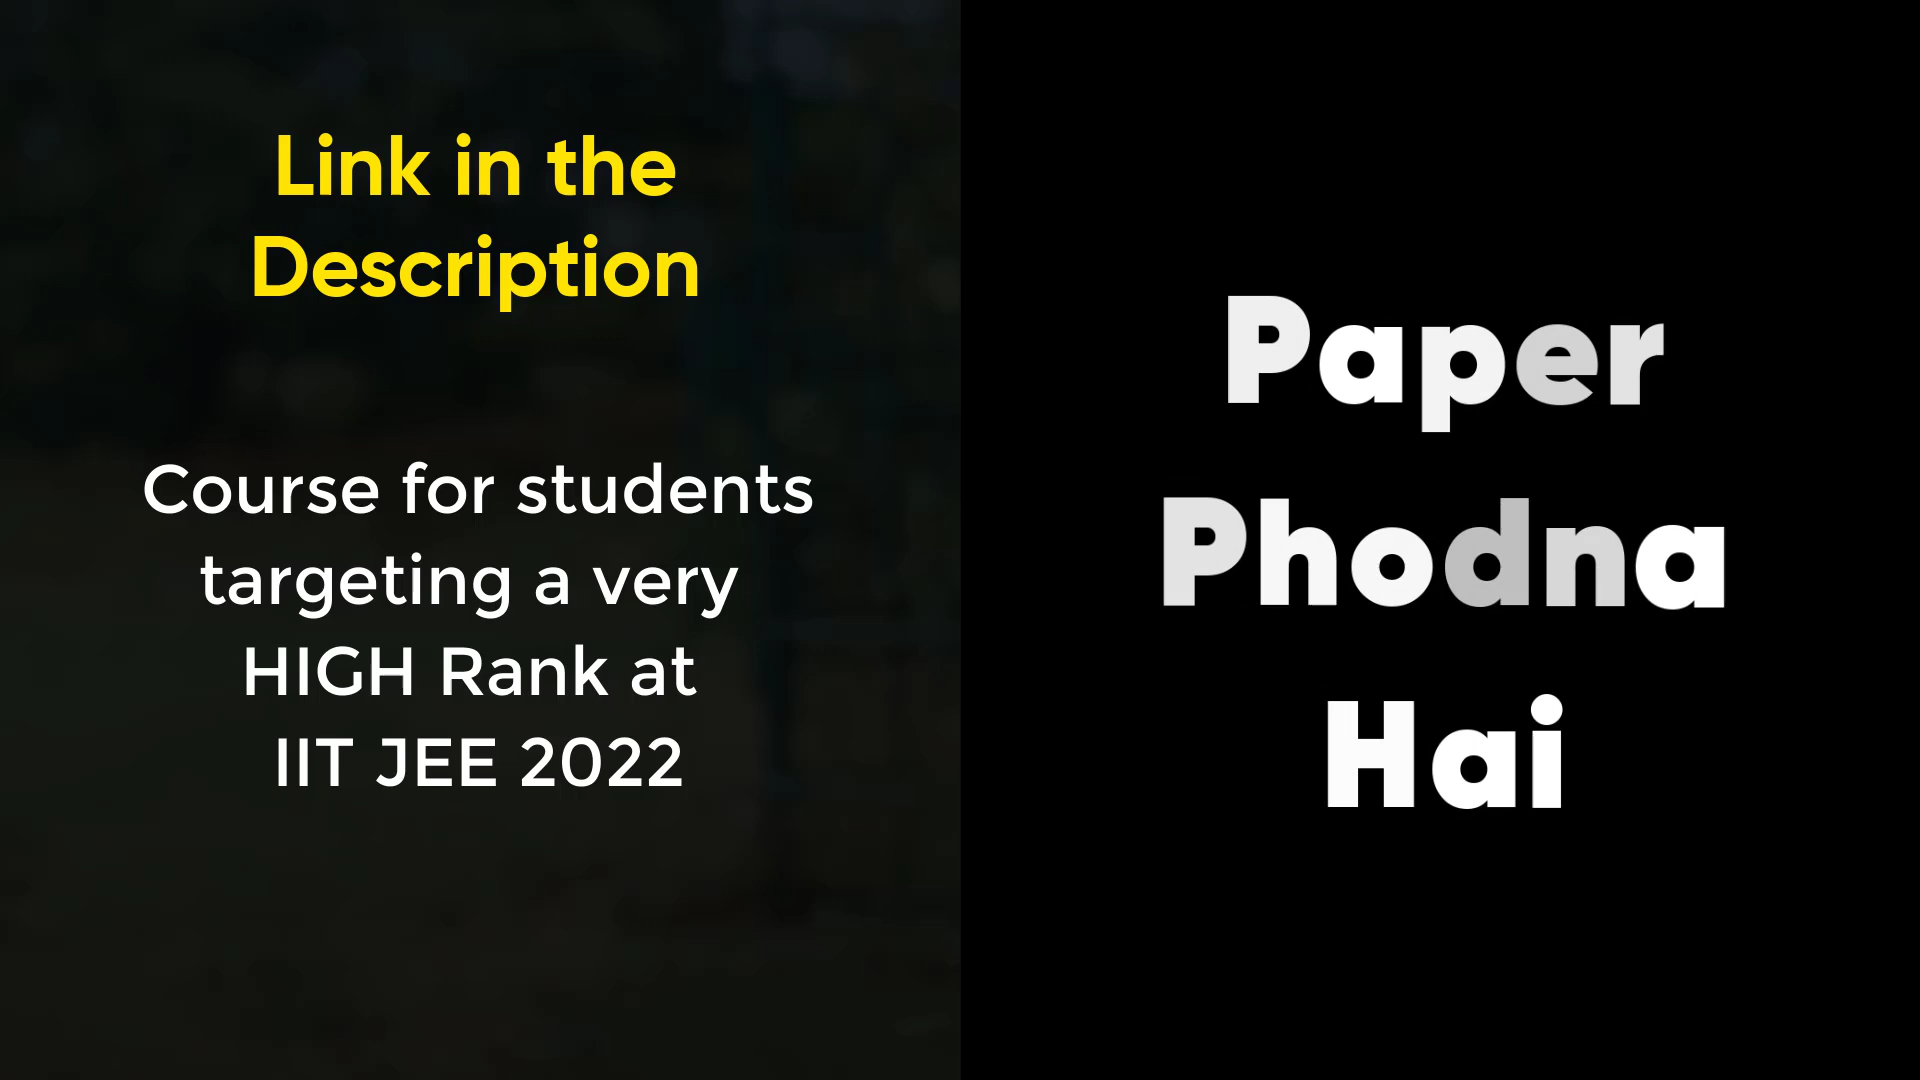 Link in the
Description
Course for students
targeting a very
HIGH Rank at
IIT JEE 2022
Paper
Phodna
Hai